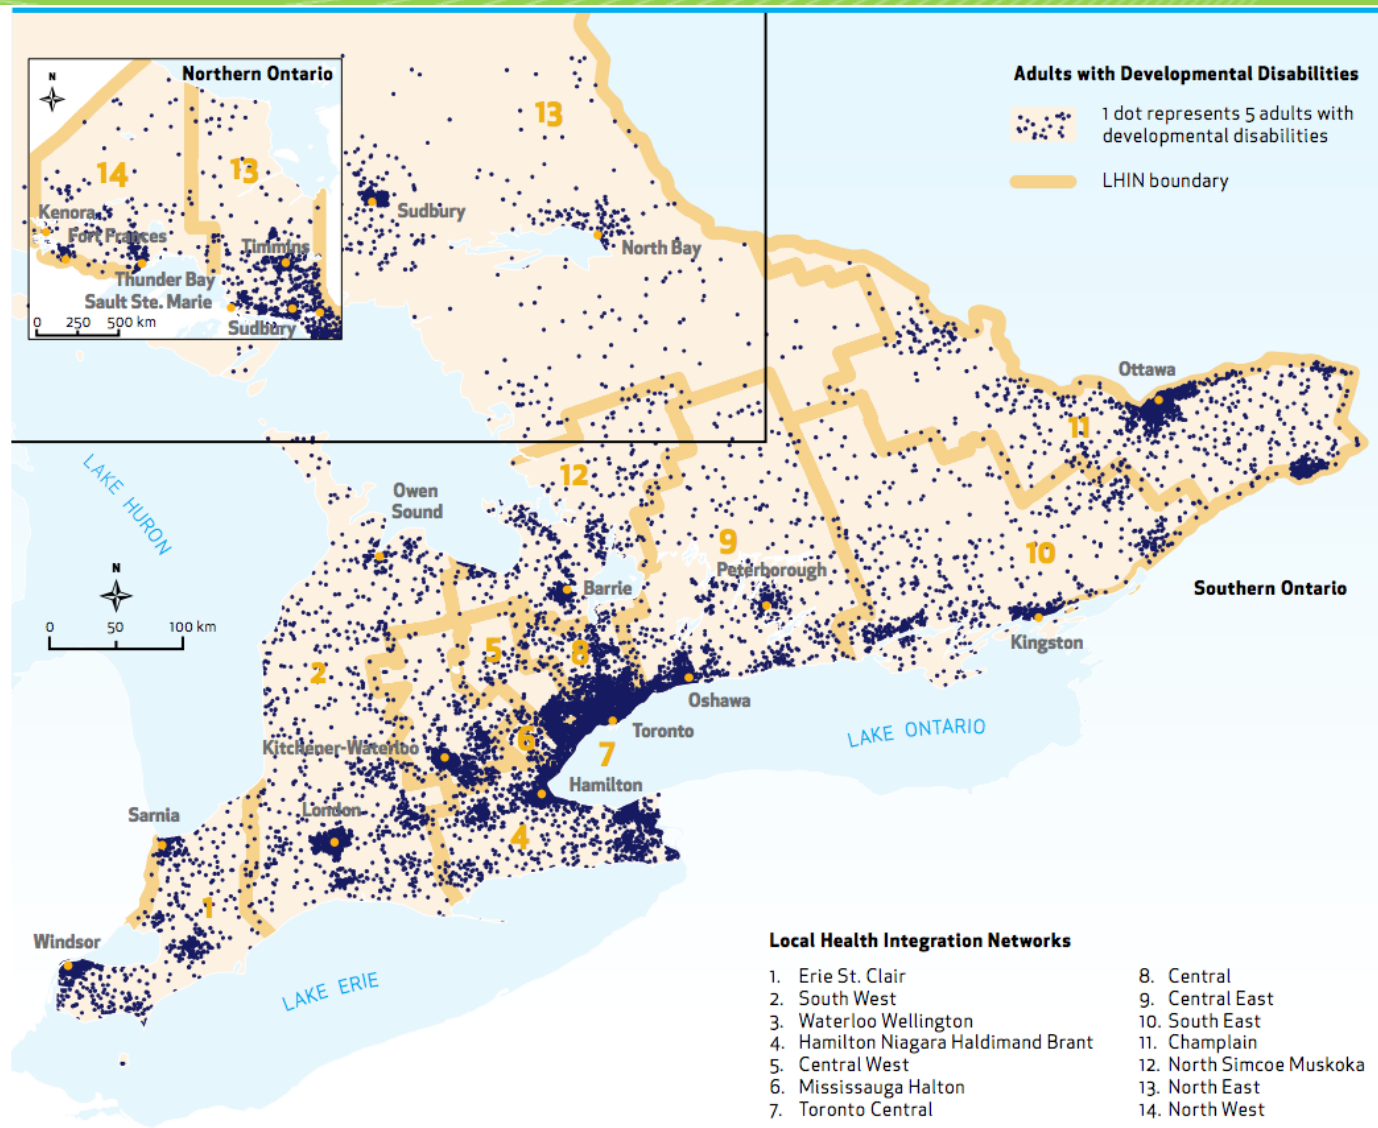 N
Northern Ontario
14
13
Kenora
Fort Frances
Timmins
Thunder Bay
Sault Ste. Marie
Sudbury
0 250 500 km
13
Sudbury
North Bay
Adults with Developmental Disabilities
1 dot represents 5 adults with
developmental disabilities
LHIN boundary
Ottawa
11
LAKE HURON
12
Owen
Sound
9
10
Peterborough
N
Barrie
Southern Ontario
0 50 100 km
Kingston
5
8
2
Oshawa
Toronto
LAKE ONTARIO
6
7
Kitchener-Waterloo
Hamilton
Sarnia
London
4
1
Windsor
LAKE ERIE
Local Health Integration Networks
1. Erie St. Clair
2. South West
3. Waterloo Wellington
4. Hamilton Niagara Haldimand Brant
5. Central West
6. Mississauga Halton
7. Toronto Central
8. Central
9. Central East
10. South East
11. Champlain
12. North Simcoe Muskoka
13. North East
14. North West